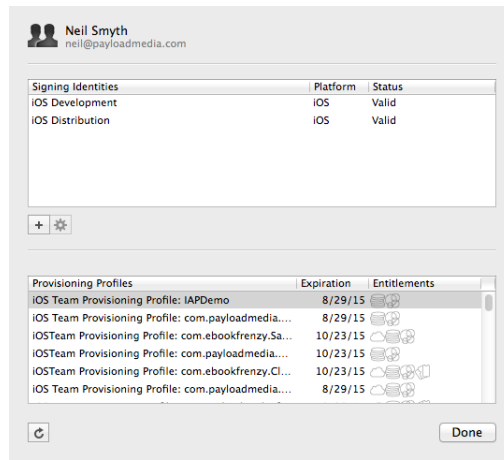 Neil Smyth
neil@payloadmedia.com
Signing Identities Platform Status
iOS Development iOS Valid
iOS Distribution iOS Valid
Provisioning Profiles Expiration Entitlements
iOS Team Provisioning Profile: IAPDemo 8/29/15
iOS Team Provisioning Profile: com.payloadmedia.... 8/29/15
iOSTeam Provisioning Profile: com.ebookfrenzy.Sa... 10/23/15
iOSTeam Provisioning Profile: com.payloadmedia.... 10/23/15
iOSTeam Provisioning Profile: com.ebookfrenzy.Cl... 10/23/15
iOS Team Provisioning Profile: com.payloadmedia.... 8/29/15
Done